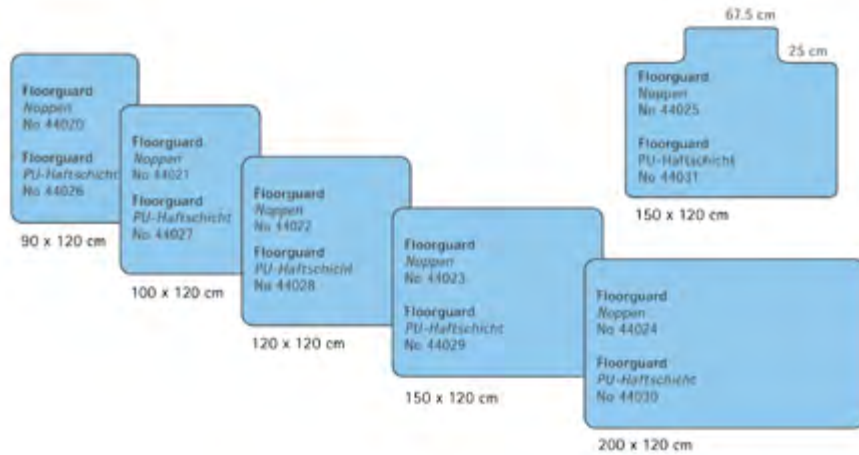 Floorguard
Noppen
No 44020
Floorguard
PU-Haftschicht
No 44026
90 x 120 cm
Floorguard
Noppen
No 44021
Floorguard
PU-Haftschicht
No 44027
100 x 120 cm
Floorguard
Noppen
No 44022
Floorguard
PU-Haftschicht
No 44028
120 x 120 cm
Floorguard
Noppen
No 44023
Floorguard
PU-Haftschicht
No 44029
150 x 120 cm
Floorguard
Noppen
No 44024
Floorguard
PU-Haftschicht
No 44030
200 x 120 cm
67.5 cm
25 cm
Floorguard
Noppen
No 44025
Floorguard
PU-Haftschicht
No 44031
150 x 120 cm